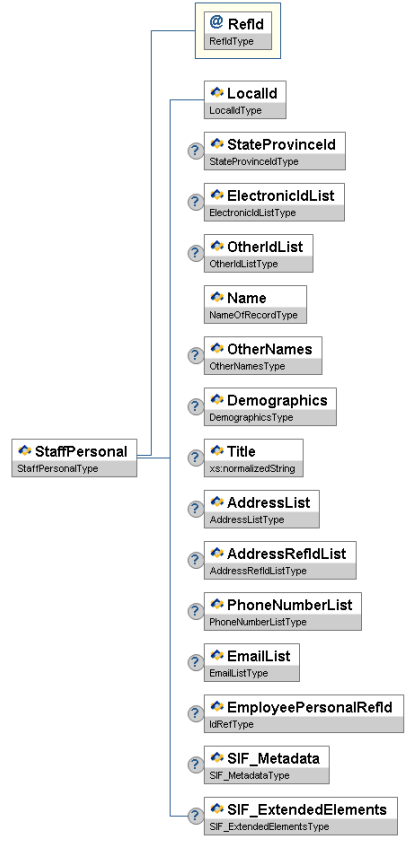 @ RefId
RefIdType
LocalId
LocalIdType
? StateProvinceId
StateProvinceIdType
? ElectronicIdList
ElectronicIdListType
? OtherIdList
OtherIdListType
Name
NameOfRecordType
? OtherNames
OtherNamesType
? Demographics
DemographicsType
StaffPersonal
StaffPersonalType
? Title
xs:normalizedString
? AddressList
AddressListType
? AddressRefIdList
AddressRefIdListType
? PhoneNumberList
PhoneNumberListType
? EmailList
EmailListType
? EmployeePersonalRefId
IdRefType
? SIF_Metadata
SIF_MetadataType
? SIF_ExtendedElements
SIF_ExtendedElementsType